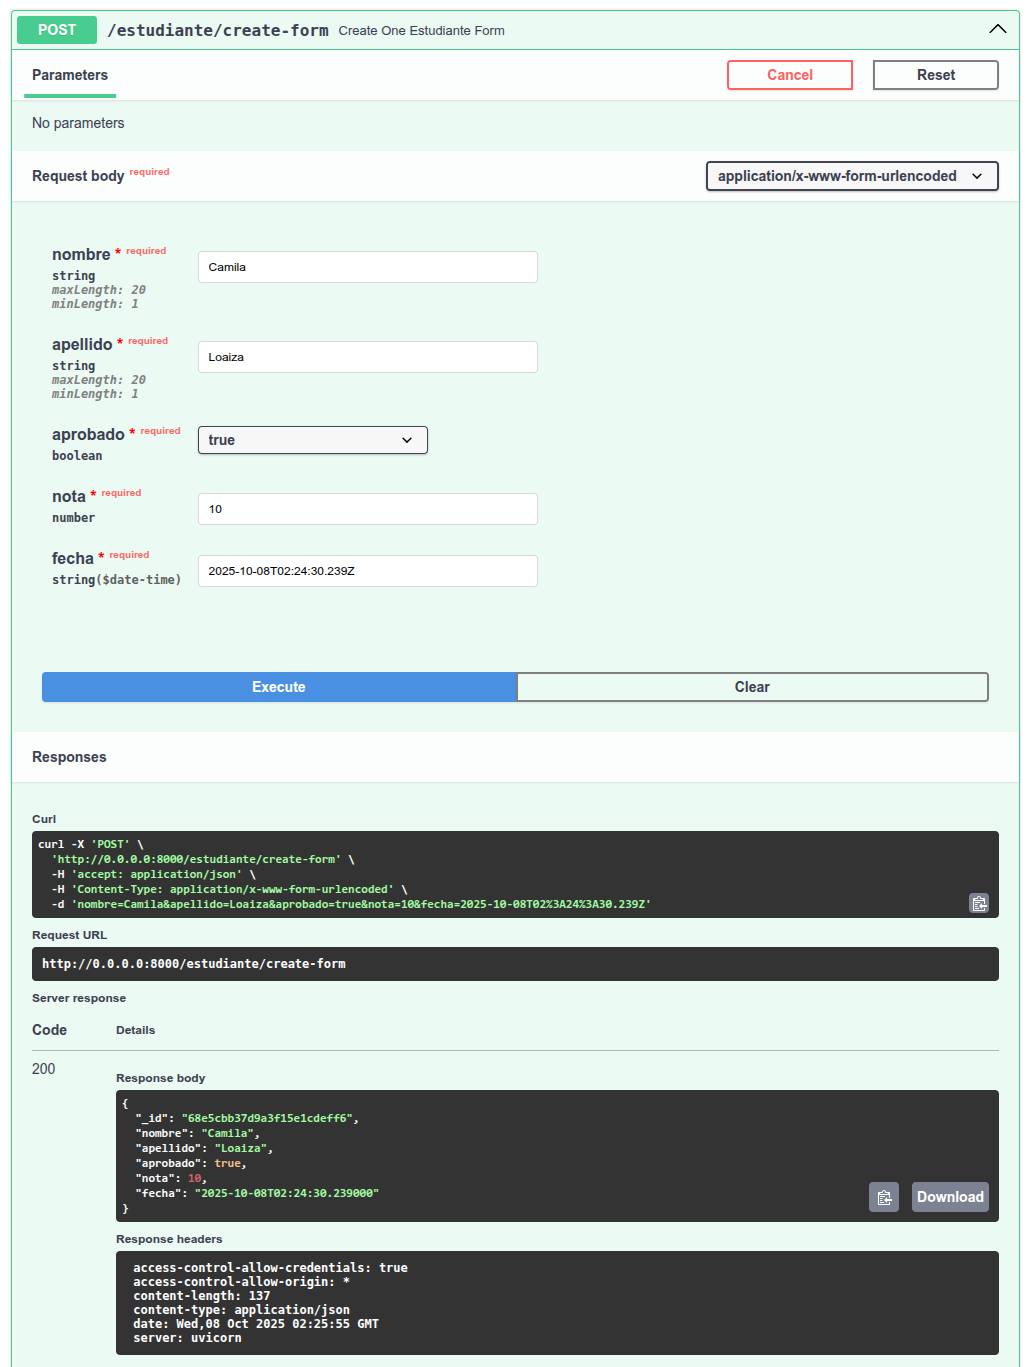 POST /estudiante/create-form Create One Estudiante Form
Parameters
Cancel
Reset
No parameters
Request body required
application/x-www-form-urlencoded
nombre * required
string
maxLength: 20
minLength: 1
Camila
apellido * required
string
maxLength: 20
minLength: 1
Loaiza
aprobado * required
boolean
true
nota * required
number
10
fecha * required
string($date-time)
2025-10-08T02:24:30.239Z
Execute
Clear
Responses
Curl
curl -X 'POST' \
  'http://0.0.0.0:8000/estudiante/create-form' \
  -H 'accept: application/json' \
  -H 'Content-Type: application/x-www-form-urlencoded' \
  -d 'nombre=Camila&apellido=Loaiza&aprobado=true&nota=10&fecha=2025-10-08T02%3A24%3A30.239Z'
Request URL
http://0.0.0.0:8000/estudiante/create-form
Server response
Code Details
200
Response body
{
  "_id": "68e5cbb37d9a3f15e1cdeff6",
  "nombre": "Camila",
  "apellido": "Loaiza",
  "aprobado": true,
  "nota": 10,
  "fecha": "2025-10-08T02:24:30.239000"
}
Download
Response headers
access-control-allow-credentials: true
access-control-allow-origin: *
content-length: 137
content-type: application/json
date: Wed,08 Oct 2025 02:25:55 GMT
server: uvicorn